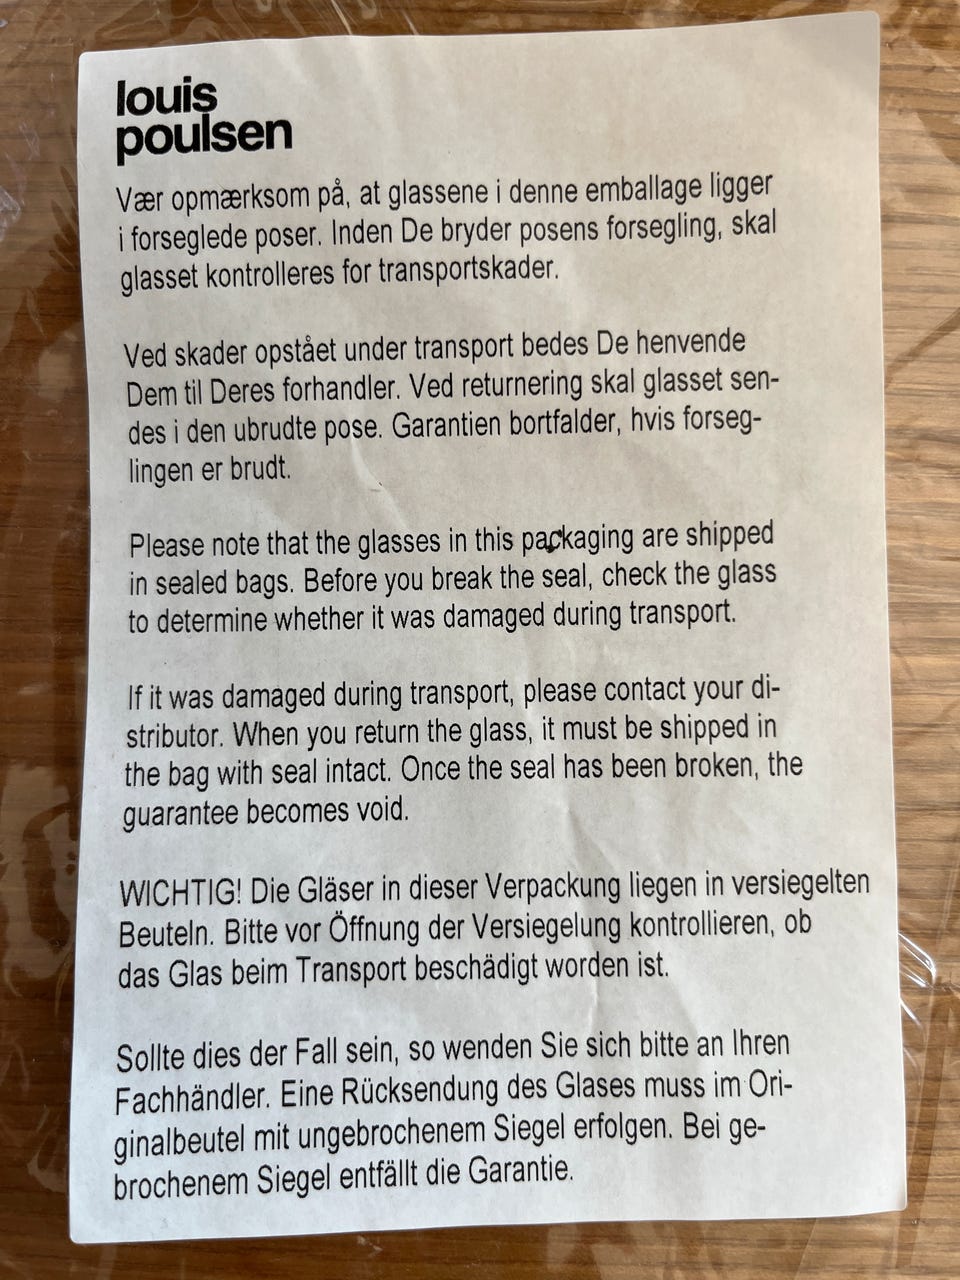 louis
poulsen
Vær opmærksom på, at glassene i denne emballage ligger
i forseglede poser. Inden De bryder posens forsegling, skal
glasset kontrolleres for transportskader.
Ved skader opstået under transport bedes De henvende
Dem til Deres forhandler. Ved returnering skal glasset sen-
des i den ubrudte pose. Garantien bortfalder, hvis forseg-
lingen er brudt.
Please note that the glasses in this packaging are shipped
in sealed bags. Before you break the seal, check the glass
to determine whether it was damaged during transport.
If it was damaged during transport, please contact your di-
stributor. When you return the glass, it must be shipped in
the bag with seal intact. Once the seal has been broken, the
guarantee becomes void.
WICHTIG! Die Gläser in dieser Verpackung liegen in versiegelten
Beuteln. Bitte vor Öffnung der Versiegelung kontrollieren, ob
das Glas beim Transport beschädigt worden ist.
Sollte dies der Fall sein, so wenden Sie sich bitte an Ihren
Fachhändler. Eine Rücksendung des Glases muss im Ori-
ginalbeutel mit ungebrochenem Siegel erfolgen. Bei ge-
brochenem Siegel entfällt die Garantie.